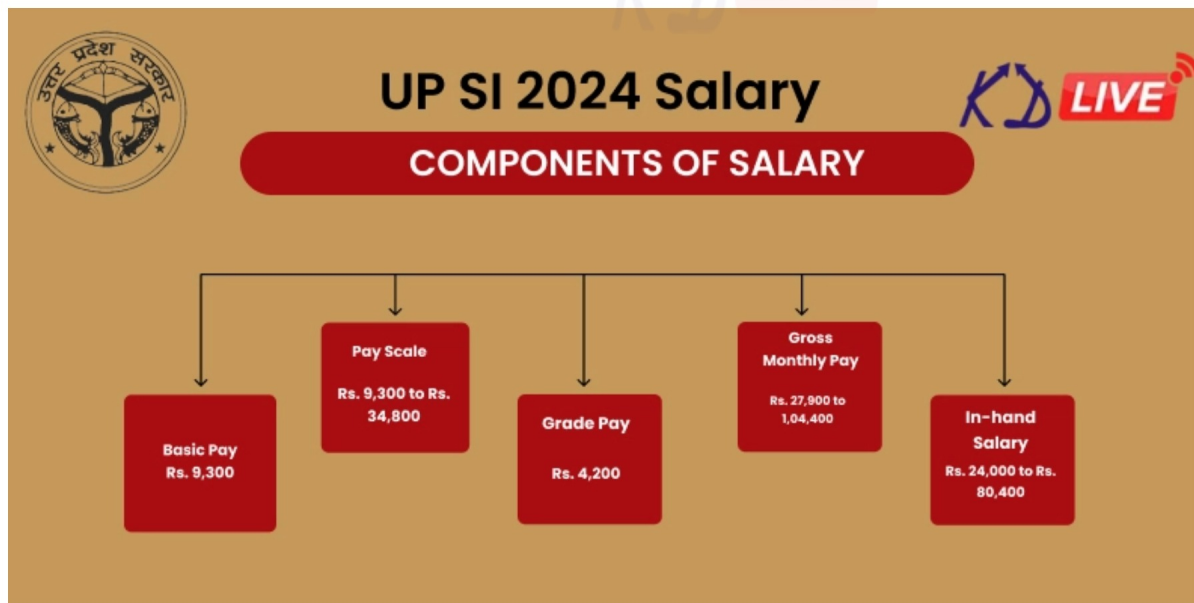 उत्तर प्रदेश सरकार
UP SI 2024 Salary
KD LIVE
COMPONENTS OF SALARY
Basic Pay
Rs. 9,300
Pay Scale
Rs. 9,300 to Rs.
34,800
Grade Pay
Rs. 4,200
Gross
Monthly Pay
Rs. 27,900 to
1,04,400
In-hand
Salary
Rs. 24,000 to Rs.
80,400